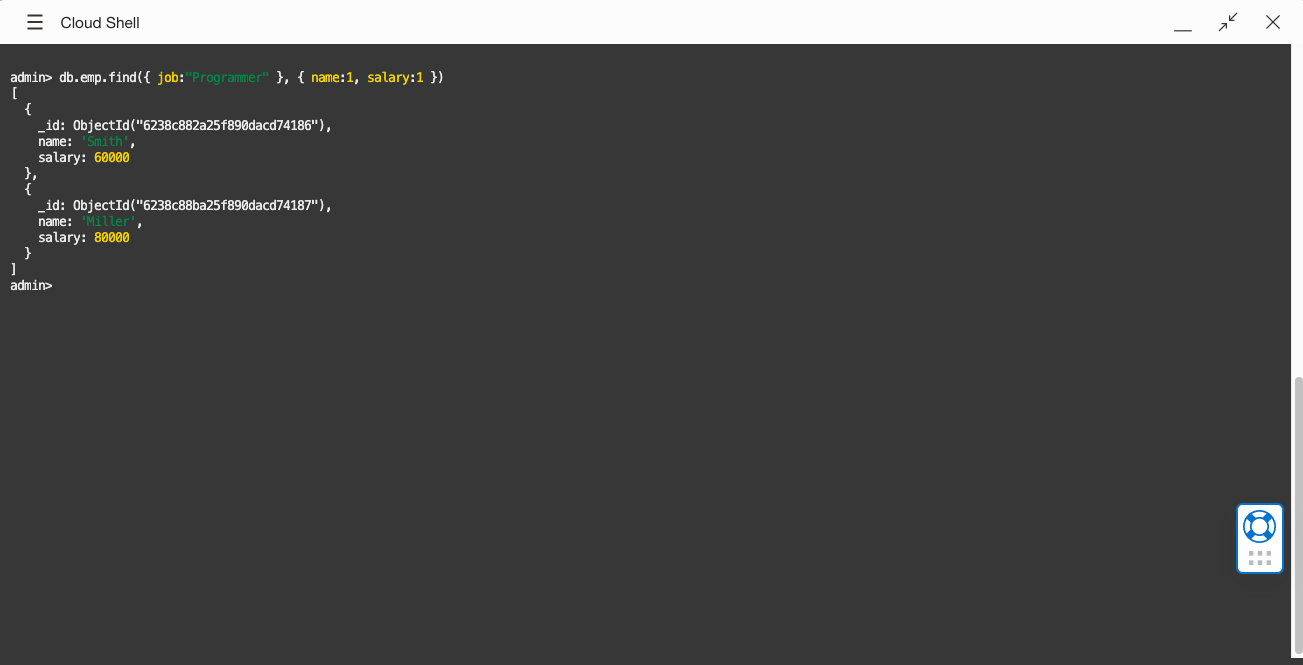 Cloud Shell
admin> db.emp.find({ job:"Programmer" }, { name:1, salary:1 })
[
  {
    _id: ObjectId("6238c882a25f890dacd74186"),
    name: 'Smith',
    salary: 60000
  },
  {
    _id: ObjectId("6238c88ba25f890dacd74187"),
    name: 'Miller',
    salary: 80000
  }
]
admin>